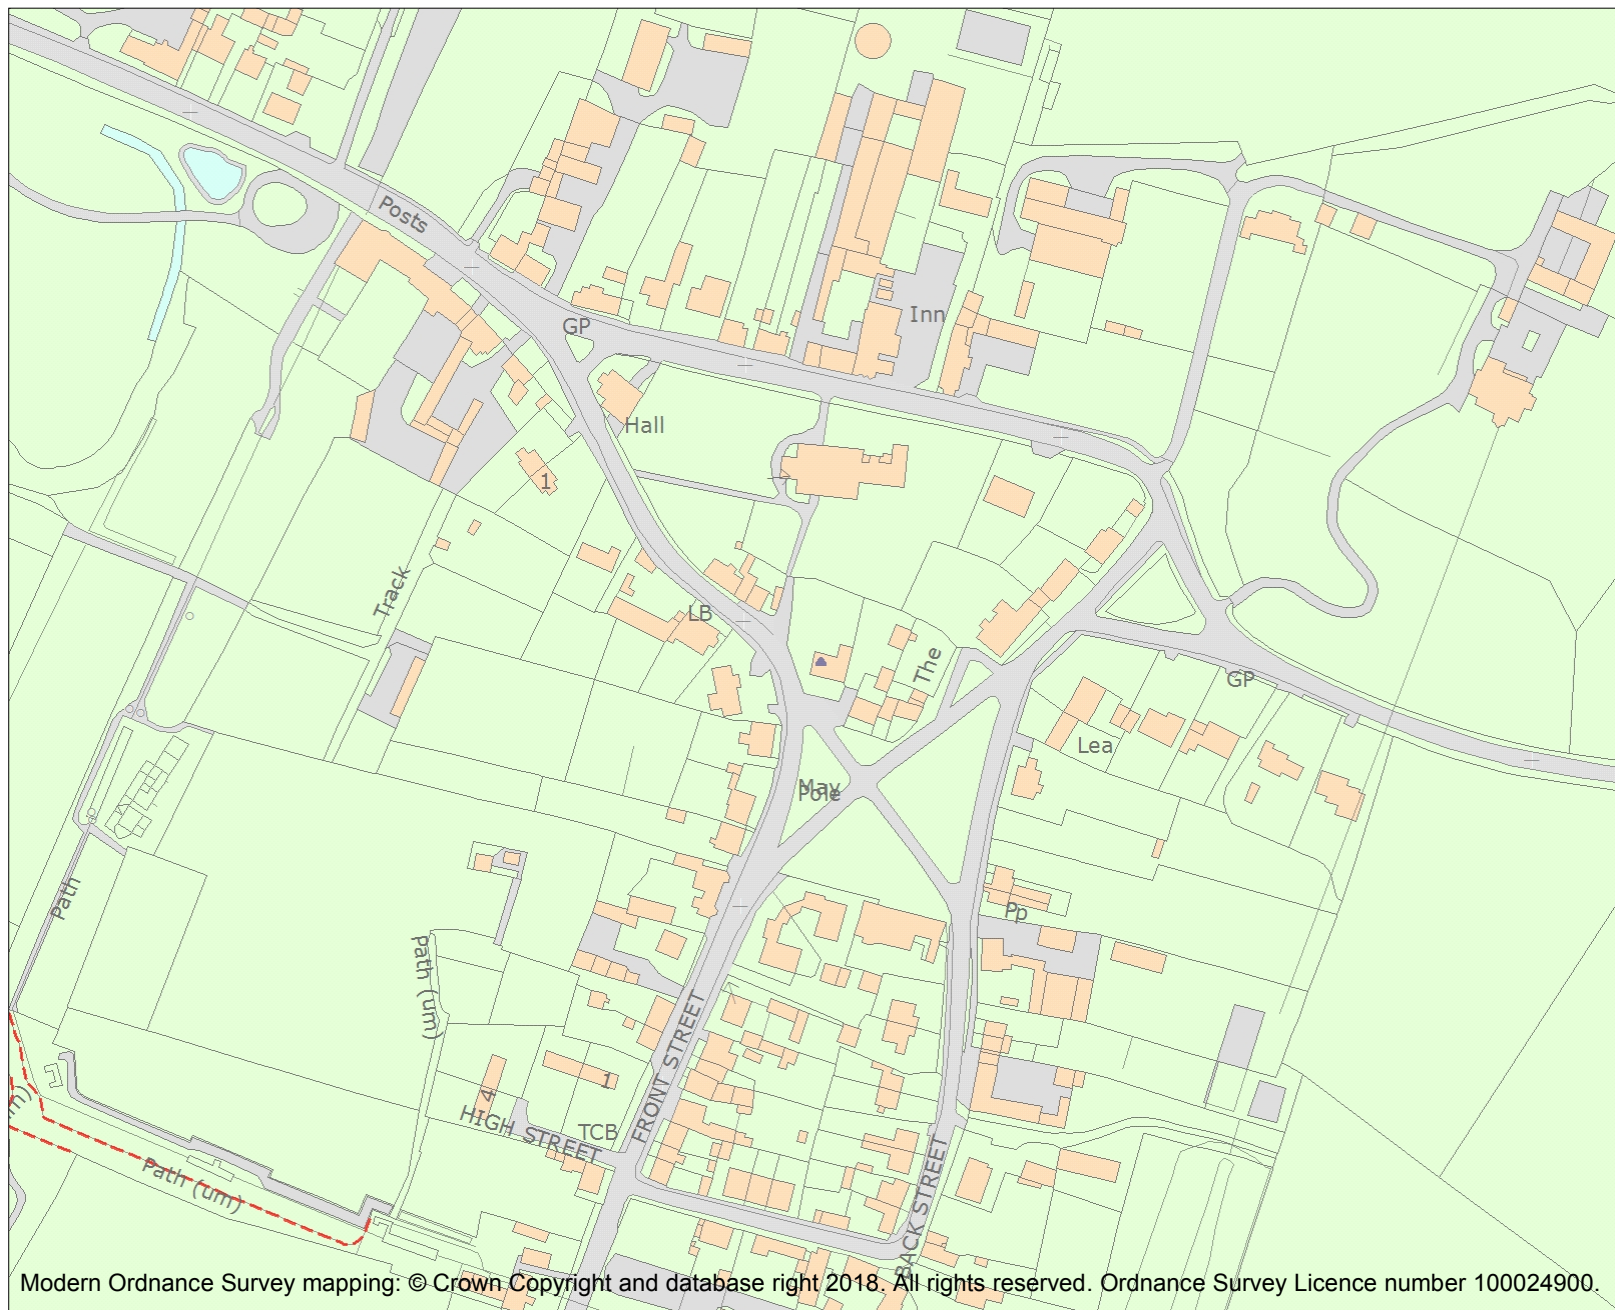 Posts
GP
Inn
Hall
1
Track
LB
The
GP
Lea
May
Pole
Path
Pp
Path (um)
FRONT STREET
1
4
HIGH STREET
TCB
m)
Path (um)
BACK STREET
Modern Ordnance Survey mapping: © Crown Copyright and database right 2018. All rights reserved. Ordnance Survey Licence number 100024900.